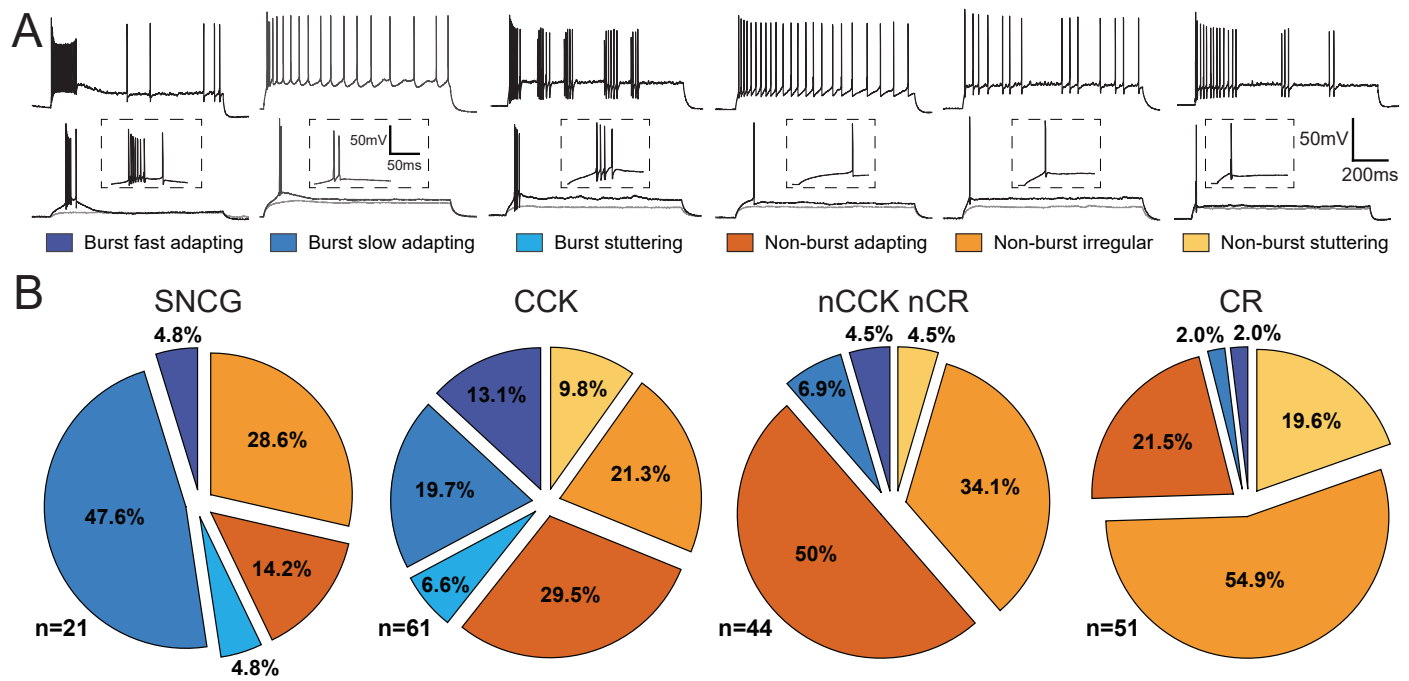 A
50mV
50ms
50mV
200ms
Burst fast adapting
Burst slow adapting
Burst stuttering
Non-burst adapting
Non-burst irregular
Non-burst stuttering
B
SNCG
4.8%
28.6%
47.6%
14.2%
4.8%
n=21
CCK
13.1%
9.8%
19.7%
21.3%
6.6%
29.5%
n=61
nCCK nCR
4.5%
4.5%
6.9%
34.1%
50%
n=44
CR
2.0%
2.0%
21.5%
19.6%
54.9%
n=51